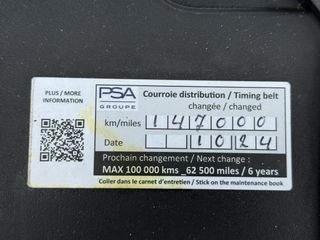 PLUS / MORE
INFORMATION
PSA
GROUPE
Courroie distribution / Timing belt
changée / changed
km/miles 147000
Date 1024
Prochain changement / Next change :
MAX 100 000 kms _62 500 miles / 6 years
Coller dans le carnet d'entretien / Stick on the maintenance book